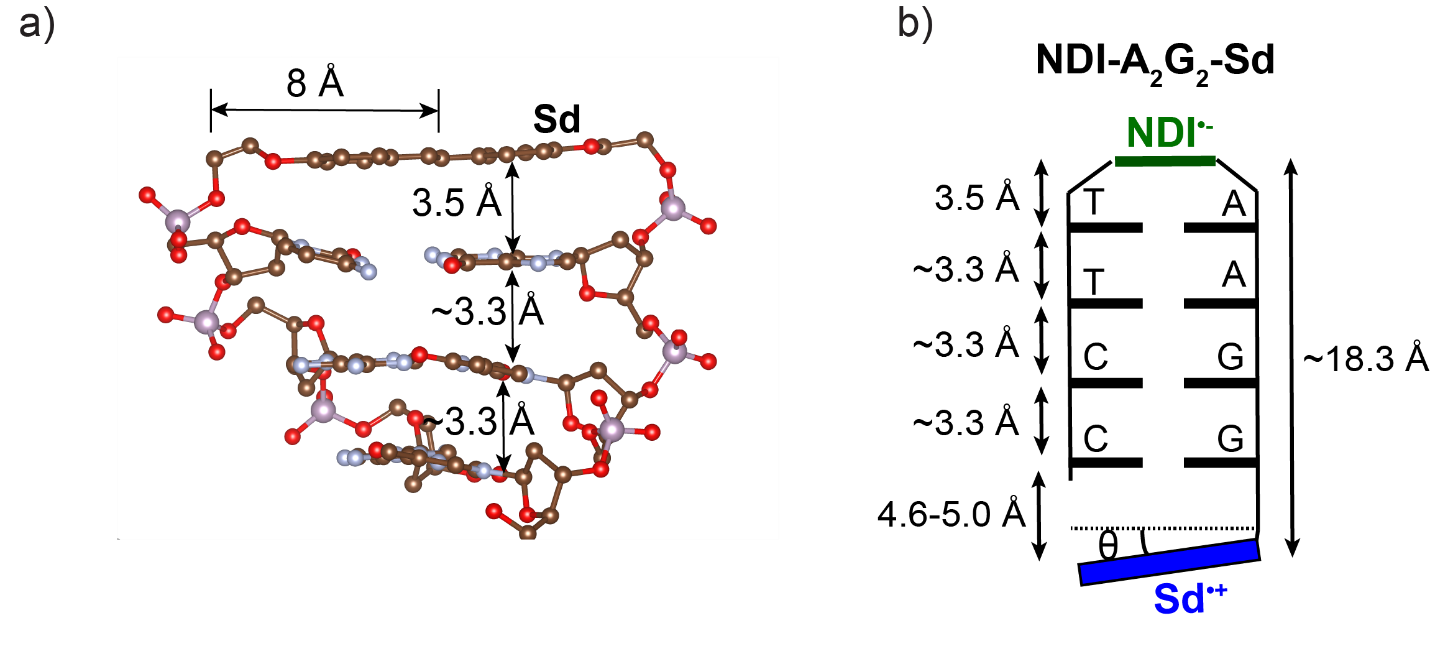 a)
8 Å
Sd
3.5 Å
~3.3 Å
~3.3 Å
b)
NDI-A₂G₂-Sd
NDI•-
3.5 Å
T A
~3.3 Å
T A
~3.3 Å
C G
~18.3 Å
~3.3 Å
C G
4.6-5.0 Å
θ
Sd•+